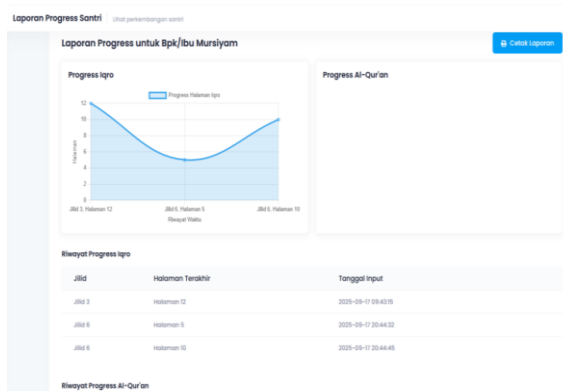 Laporan Progress Santri
Lihat perkembangan santri
Laporan Progress untuk Bpk/Ibu Mursiyam
Cetak Laporan
Progress Iqro
Progress Halaman Iqro
12
10
8
6
4
2
0
Halaman
Jilid 3, Halaman 12
Jilid 6, Halaman 5
Jilid 6, Halaman 10
Riwayat Waktu
Progress Al-Qur'an
Riwayat Progress Iqro
Jilid Halaman Terakhir Tanggal Input
Jilid 3 Halaman 12 2025-09-17 09:43:15
Jilid 6 Halaman 5 2025-09-17 20:44:32
Jilid 6 Halaman 10 2025-09-17 20:44:45
Riwayat Progress Al-Qur'an